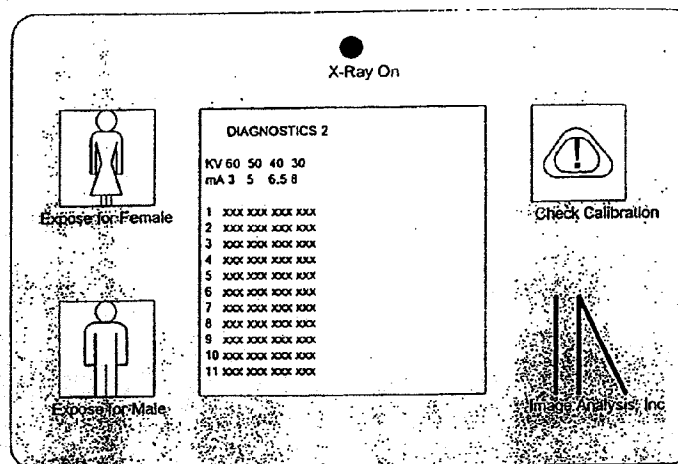 X-Ray On
DIAGNOSTICS 2
KV 60 50 40 30
mA 3 5 6.5 8
1 xxx xxx xxx xxx
2 xxx xxx xxx xxx
3 xxx xxx xxx xxx
4 xxx xxx xxx xxx
5 xxx xxx xxx xxx
6 xxx xxx xxx xxx
7 xxx xxx xxx xxx
8 xxx xxx xxx xxx
9 xxx xxx xxx xxx
10 xxx xxx xxx xxx
11 xxx xxx xxx xxx
Expose for Female
Expose for Male
!
Check Calibration
Image Analysis, Inc